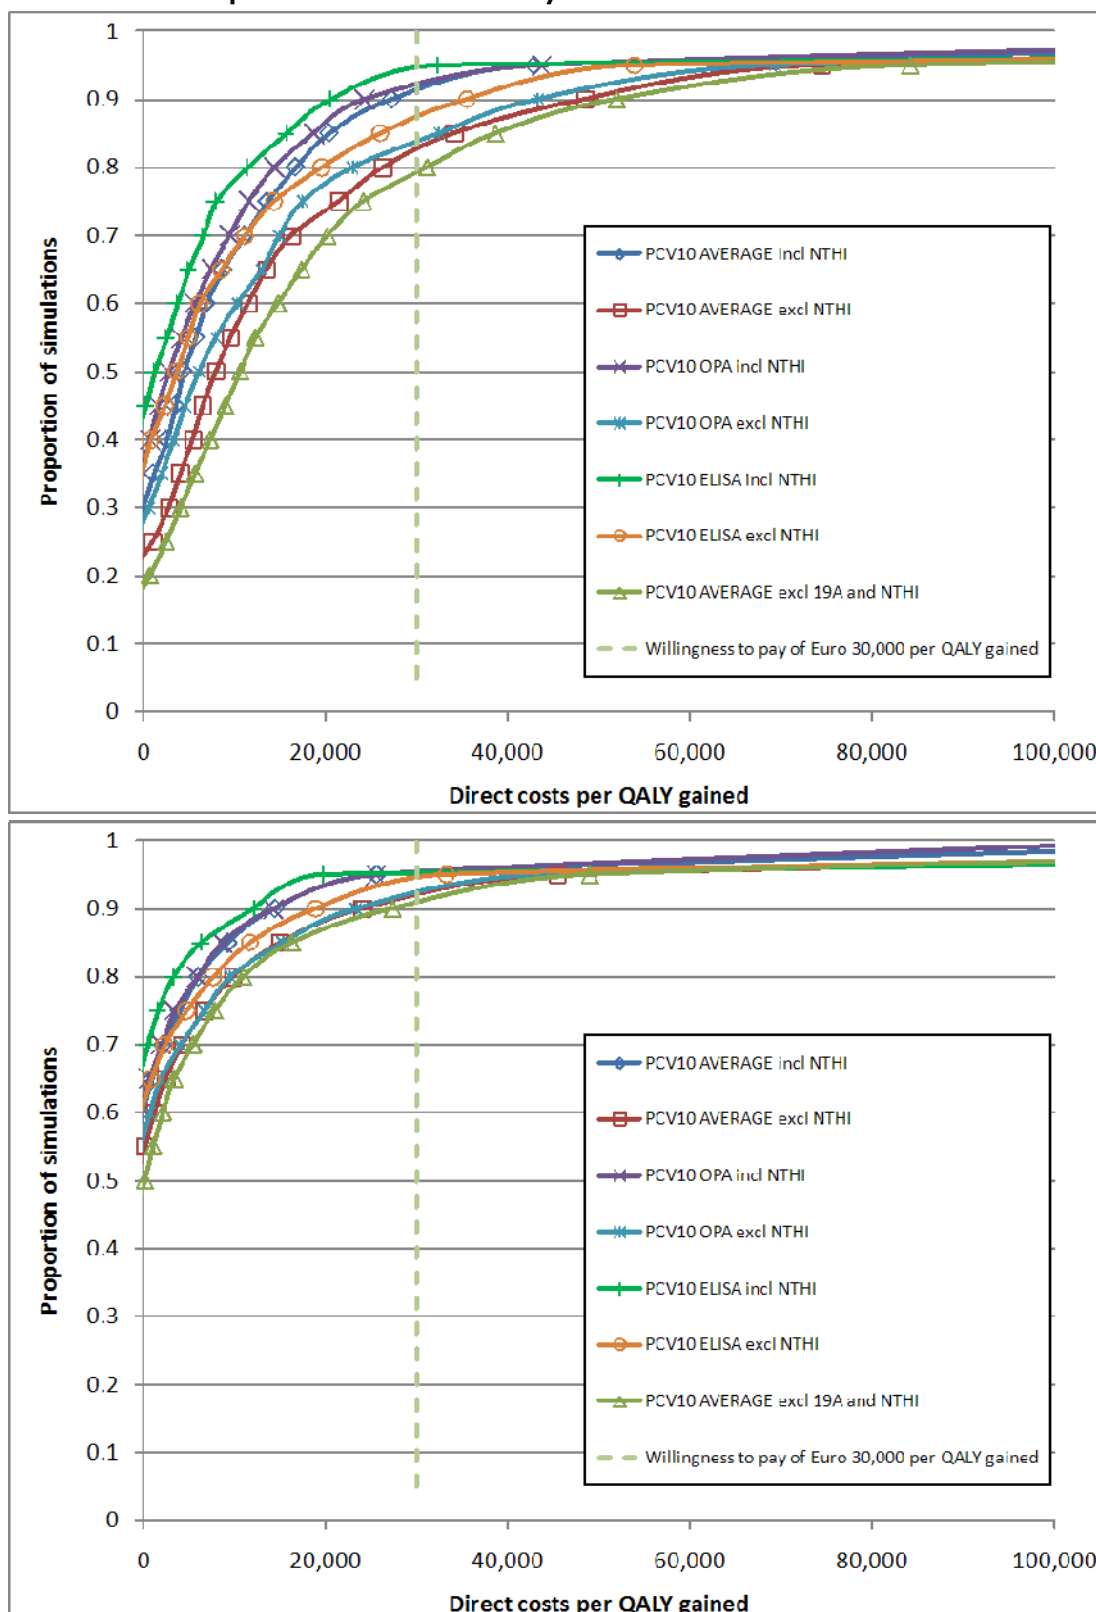 1
0.9
0.8
0.7
0.6
0.5
0.4
0.3
0.2
0.1
0
Proportion of simulations
PCV10 AVERAGE incl NTHI
PCV10 AVERAGE excl NTHI
PCV10 OPA incl NTHI
PCV10 OPA excl NTHI
PCV10 ELISA incl NTHI
PCV10 ELISA excl NTHI
PCV10 AVERAGE excl 19A and NTHI
Willingness to pay of Euro 30,000 per QALY gained
0 20,000 40,000 60,000 80,000 100,000
Direct costs per QALY gained
1
0.9
0.8
0.7
0.6
0.5
0.4
0.3
0.2
0.1
0
Proportion of simulations
PCV10 AVERAGE incl NTHI
PCV10 AVERAGE excl NTHI
PCV10 OPA incl NTHI
PCV10 OPA excl NTHI
PCV10 ELISA incl NTHI
PCV10 ELISA excl NTHI
PCV10 AVERAGE excl 19A and NTHI
Willingness to pay of Euro 30,000 per QALY gained
0 20,000 40,000 60,000 80,000 100,000
Direct costs per QALY gained